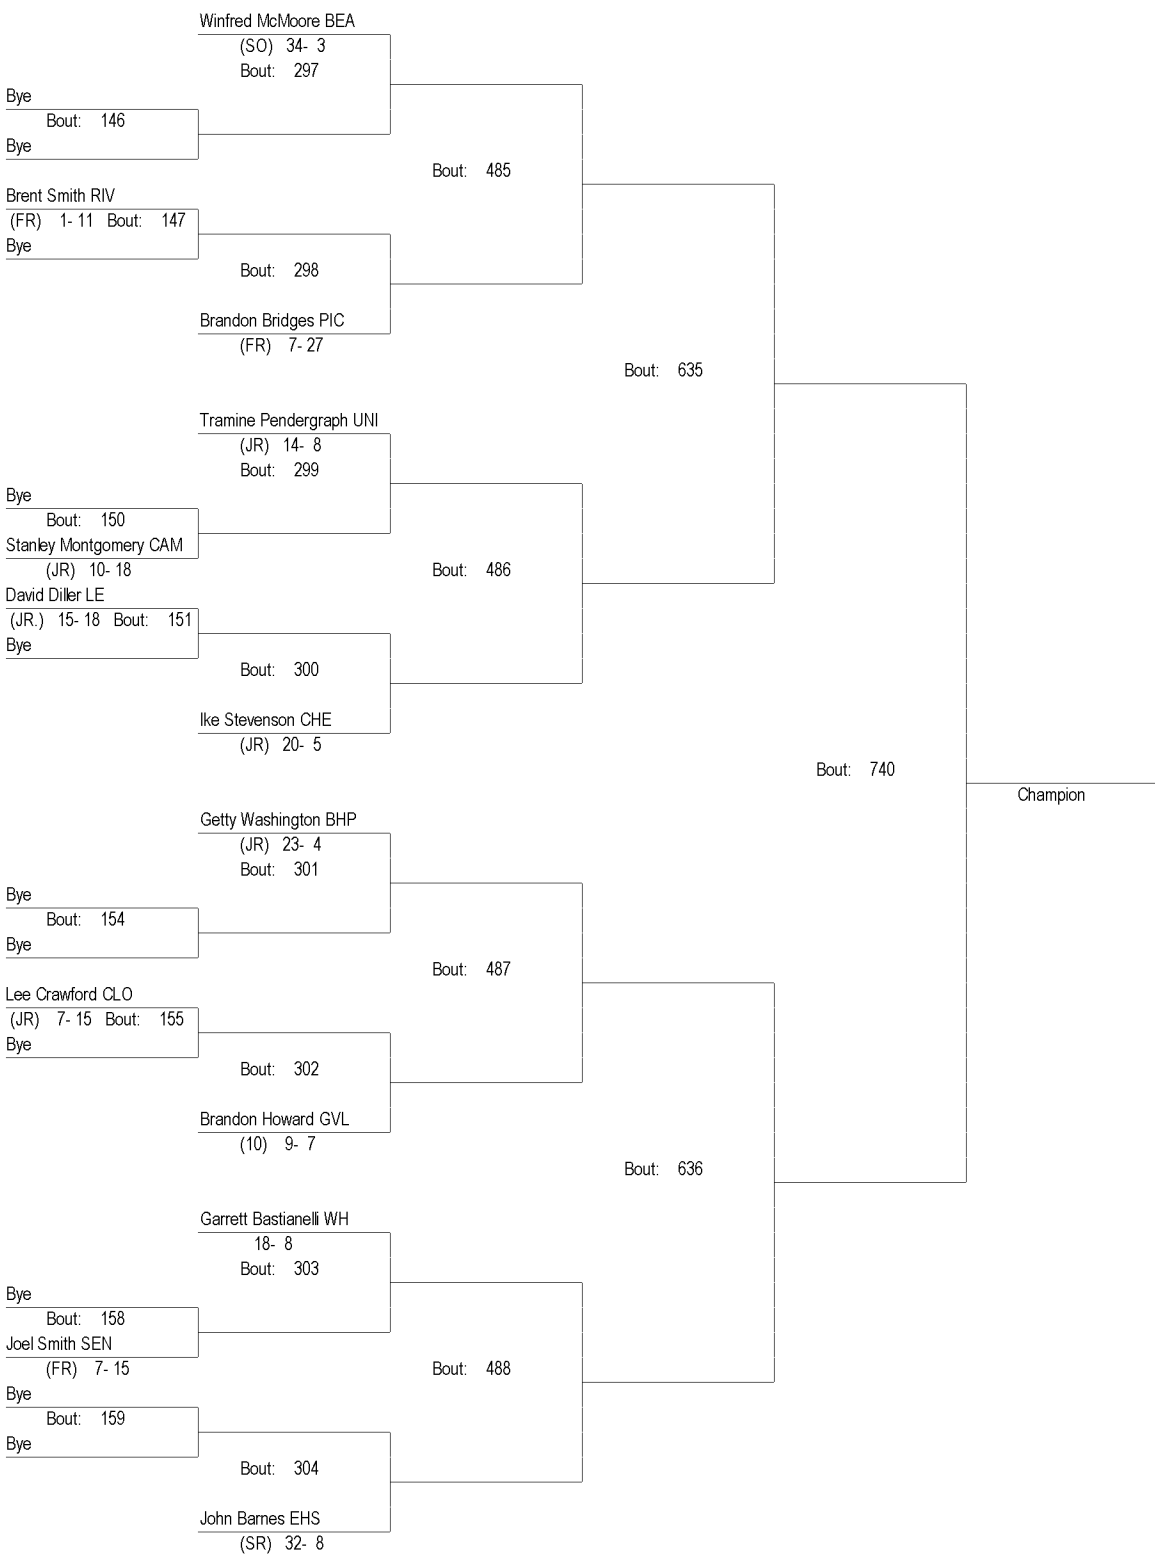 Winfred McMoore BEA
(SO) 34- 3
Bout: 297
Bye
Bout: 146
Bye
Bout: 485
Brent Smith RIV
(FR) 1- 11 Bout: 147
Bye
Bout: 298
Brandon Bridges PIC
(FR) 7- 27
Bout: 635
Tramine Pendergraph UNI
(JR) 14- 8
Bout: 299
Bye
Bout: 150
Stanley Montgomery CAM
(JR) 10- 18
Bout: 486
David Diller LE
(JR.) 15- 18 Bout: 151
Bye
Bout: 300
Ike Stevenson CHE
(JR) 20- 5
Bout: 740
Champion
Getty Washington BHP
(JR) 23- 4
Bout: 301
Bye
Bout: 154
Bye
Bout: 487
Lee Crawford CLO
(JR) 7- 15 Bout: 155
Bye
Bout: 302
Brandon Howard GVL
(10) 9- 7
Bout: 636
Garrett Bastianelli WH
18- 8
Bout: 303
Bye
Bout: 158
Joel Smith SEN
(FR) 7- 15
Bout: 488
Bye
Bout: 159
Bye
Bout: 304
John Barnes EHS
(SR) 32- 8